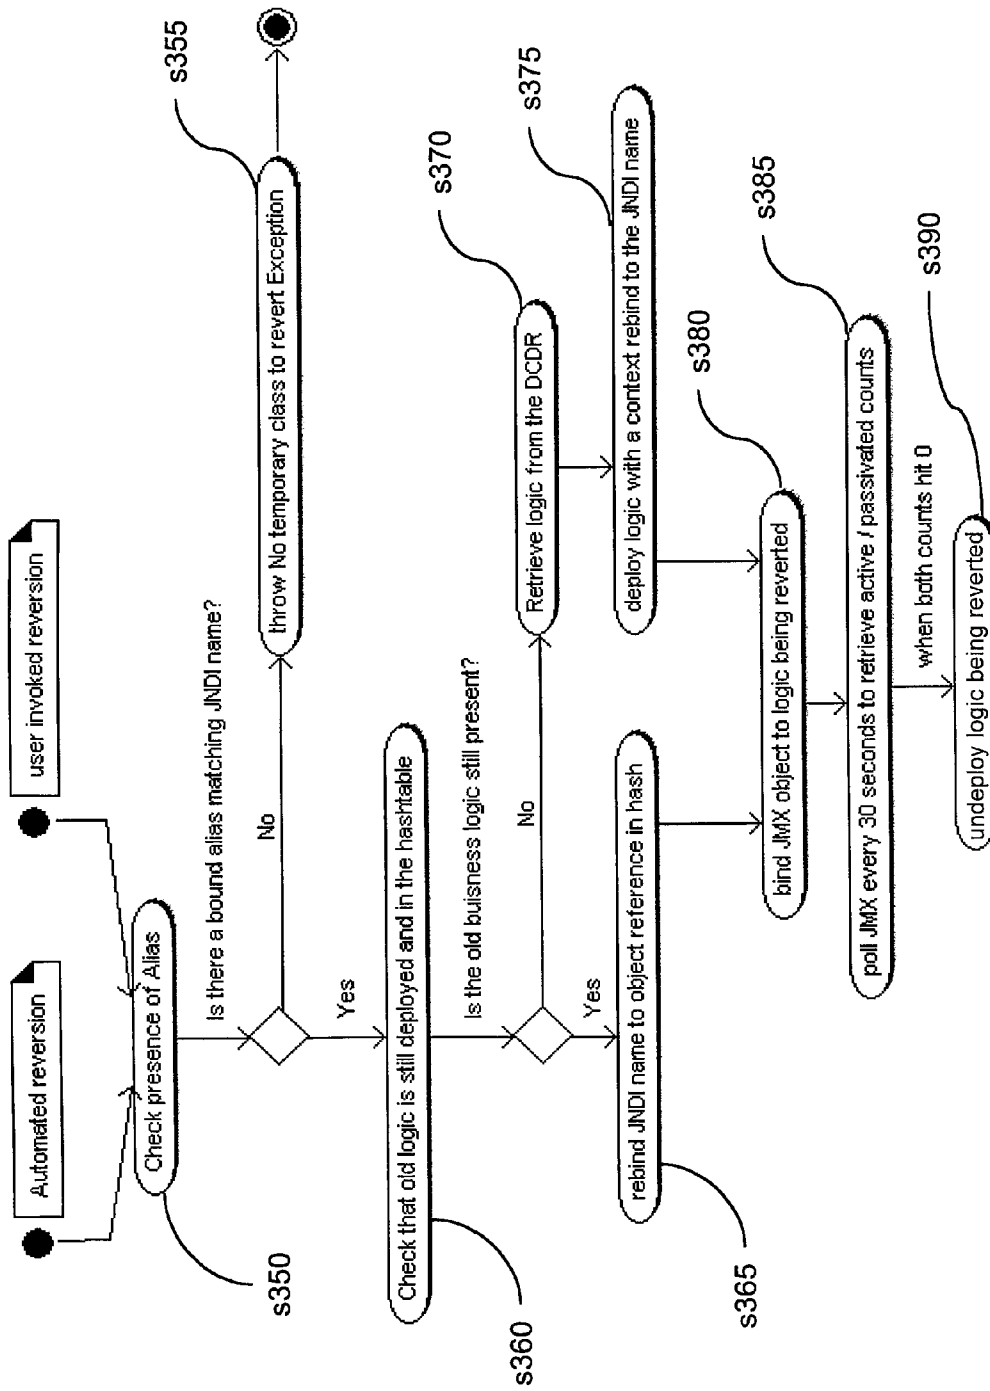 Automated reversion
user invoked reversion
Check presence of Alias
s350
Is there a bound alias matching JNDI name?
No
throw No temporary class to revert Exception
s355
Yes
Check that old logic is still deployed and in the hashtable
s360
Is the old buisness logic still present?
No
Retrieve logic from the DCDR
s370
Yes
rebind JNDI name to object reference in hash
s365
deploy logic with a context rebind to the JNDI name
s375
bind JMX object to logic being reverted
s380
poll JMX every 30 seconds to retrieve active / passivated counts
s385
when both counts hit 0
undeploy logic being reverted
s390